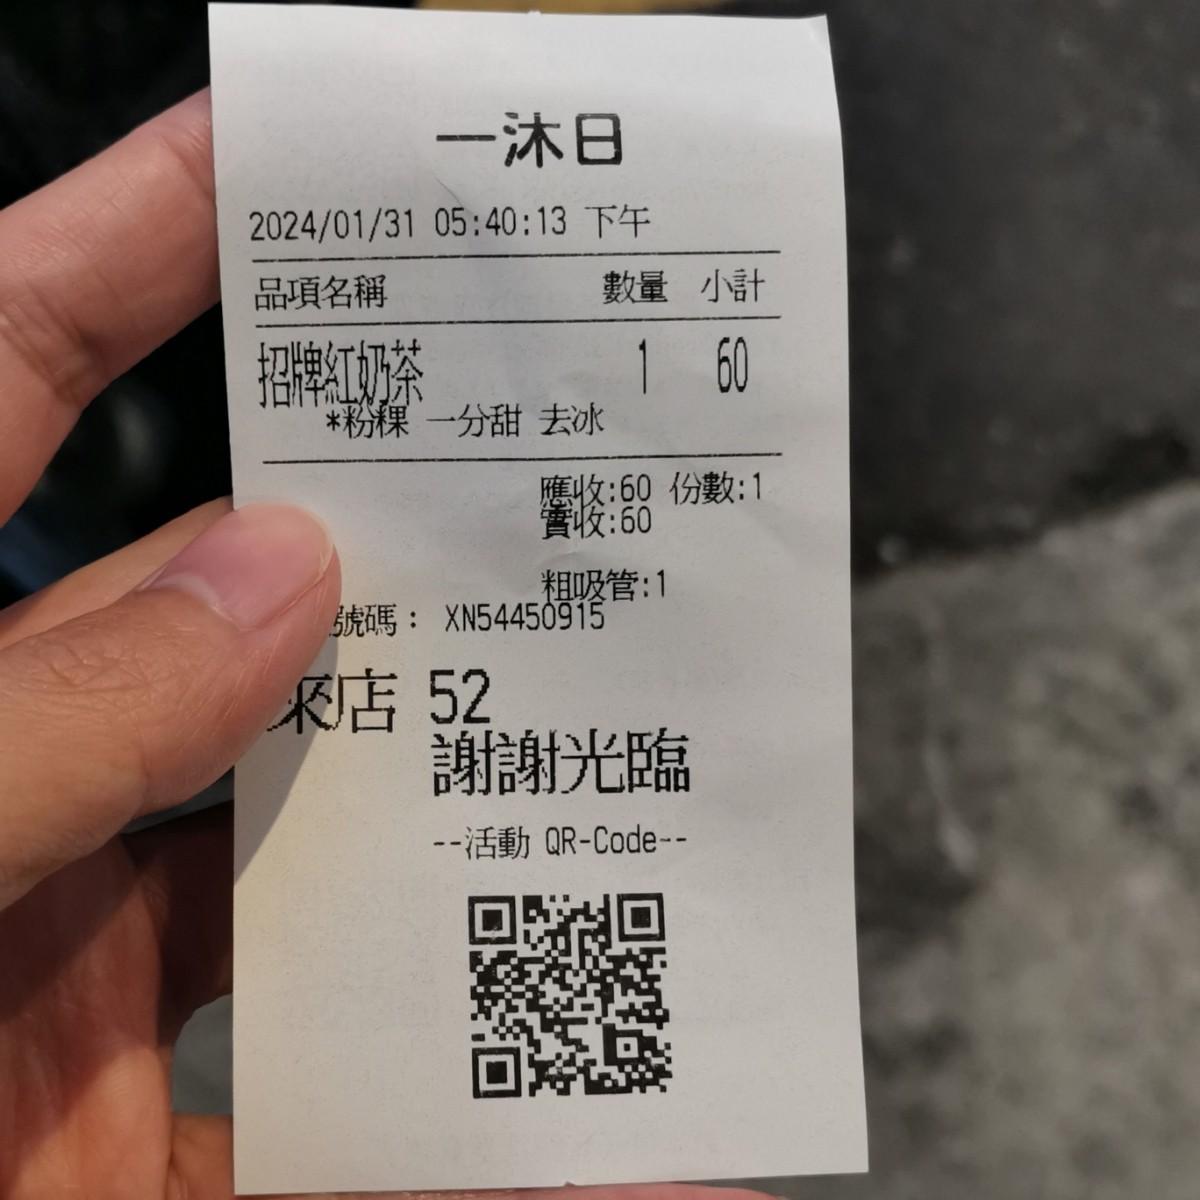 一沐日
2024/01/31 05:40:13 下午
品項名稱 數量 小計
招牌紅奶茶 1 60
*粉粿 一分甜 去冰
應收:60 份數:1
實收:60
粗吸管:1
號碼： XN54450915
來店 52
謝謝光臨
--活動 QR-Code--